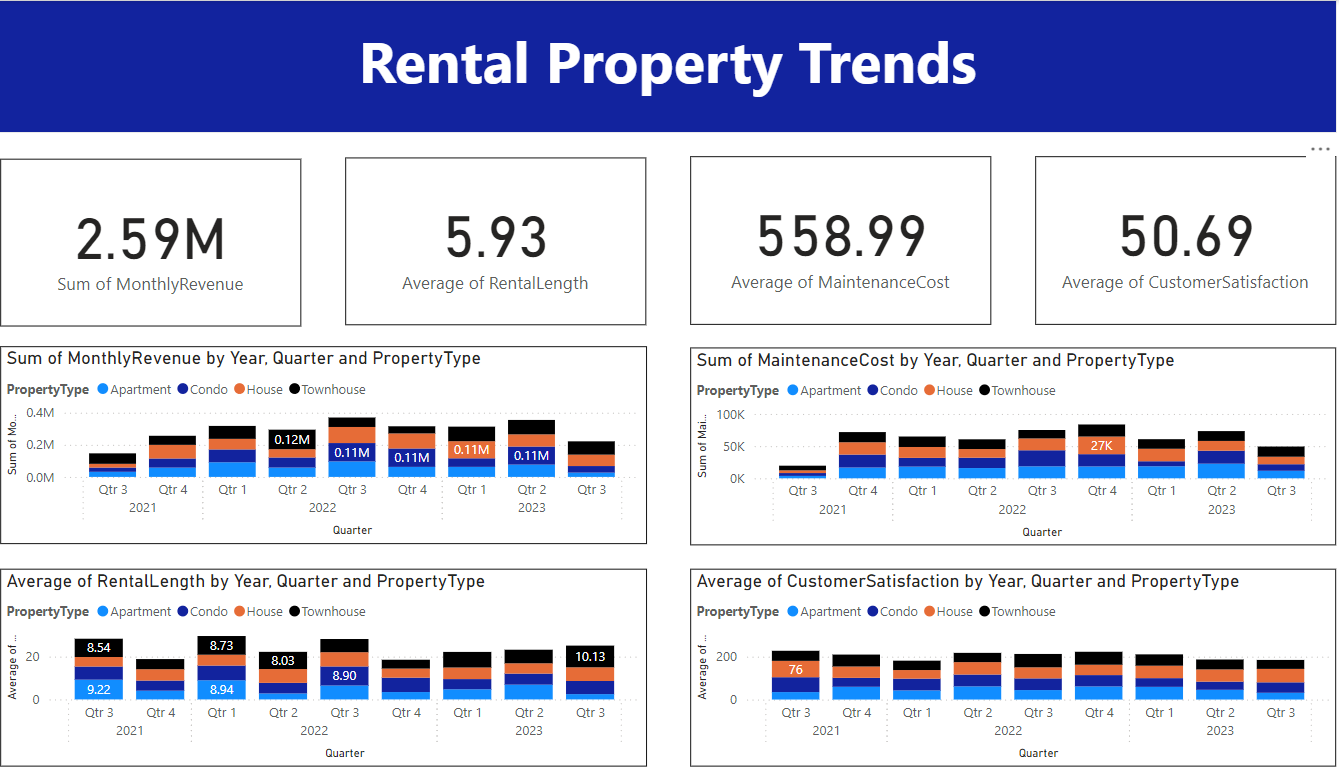 Rental Property Trends
2.59M
Sum of MonthlyRevenue
5.93
Average of RentalLength
558.99
Average of MaintenanceCost
50.69
Average of CustomerSatisfaction
Sum of MonthlyRevenue by Year, Quarter and PropertyType
PropertyType Apartment Condo House Townhouse
Sum of Mo...
0.4M
0.2M
0.0M
0.12M
0.11M
0.11M
0.11M
0.11M
Qtr 3 Qtr 4 Qtr 1 Qtr 2 Qtr 3 Qtr 4 Qtr 1 Qtr 2 Qtr 3
2021 2022 2023
Quarter
Sum of MaintenanceCost by Year, Quarter and PropertyType
PropertyType Apartment Condo House Townhouse
Sum of Mai...
100K
50K
0K
27K
Qtr 3 Qtr 4 Qtr 1 Qtr 2 Qtr 3 Qtr 4 Qtr 1 Qtr 2 Qtr 3
2021 2022 2023
Quarter
Average of RentalLength by Year, Quarter and PropertyType
PropertyType Apartment Condo House Townhouse
Average of ...
20
0
8.54 8.73 8.03 10.13
9.22 8.94 8.90
Qtr 3 Qtr 4 Qtr 1 Qtr 2 Qtr 3 Qtr 4 Qtr 1 Qtr 2 Qtr 3
2021 2022 2023
Quarter
Average of CustomerSatisfaction by Year, Quarter and PropertyType
PropertyType Apartment Condo House Townhouse
Average of ...
200
0
76
Qtr 3 Qtr 4 Qtr 1 Qtr 2 Qtr 3 Qtr 4 Qtr 1 Qtr 2 Qtr 3
2021 2022 2023
Quarter